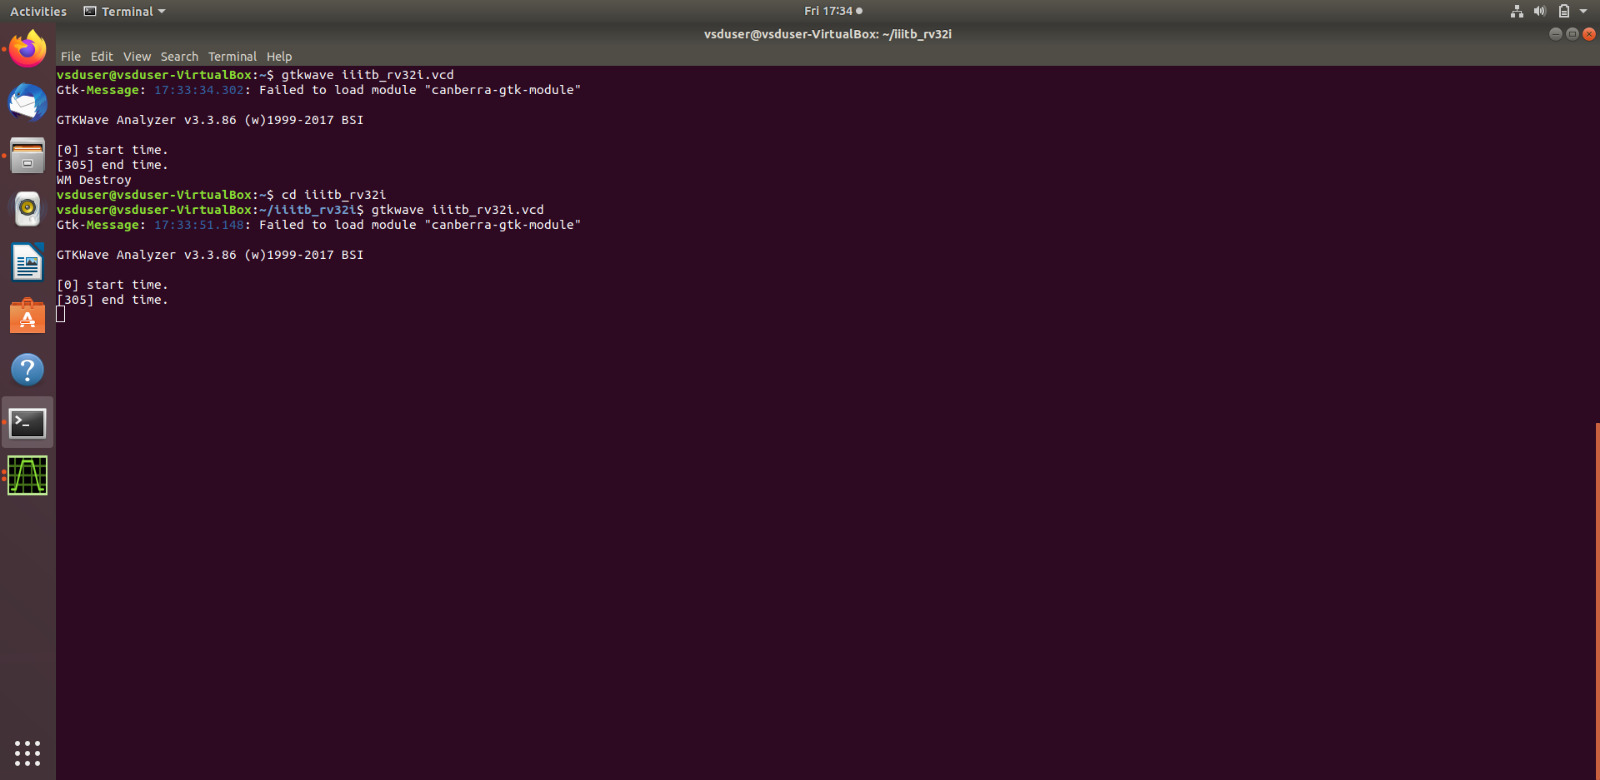 Activities Terminal Fri 17:34
vsduser@vsduser-VirtualBox: ~/iiitb_rv32i
File Edit View Search Terminal Help
vsduser@vsduser-VirtualBox:~$ gtkwave iiitb_rv32i.vcd
Gtk-Message: 17:33:34.302: Failed to load module "canberra-gtk-module"
GTKWave Analyzer v3.3.86 (w)1999-2017 BSI
[0] start time.
[305] end time.
WM Destroy
vsduser@vsduser-VirtualBox:~$ cd iiitb_rv32i
vsduser@vsduser-VirtualBox:~/iiitb_rv32i$ gtkwave iiitb_rv32i.vcd
Gtk-Message: 17:33:51.148: Failed to load module "canberra-gtk-module"
GTKWave Analyzer v3.3.86 (w)1999-2017 BSI
[0] start time.
[305] end time.